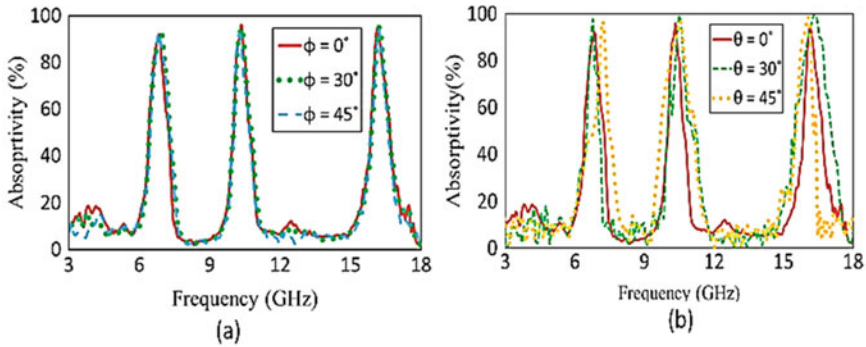 100
80
60
40
20
0
Absoprtivity (%)
ϕ = 0°
ϕ = 30°
ϕ = 45°
3 6 9 12 15 18
Frequency (GHz)
(a)
100
80
60
40
20
0
Absorptivity(%)
θ = 0°
θ = 30°
θ = 45°
3 6 9 12 15 18
Frequency (GHz)
(b)